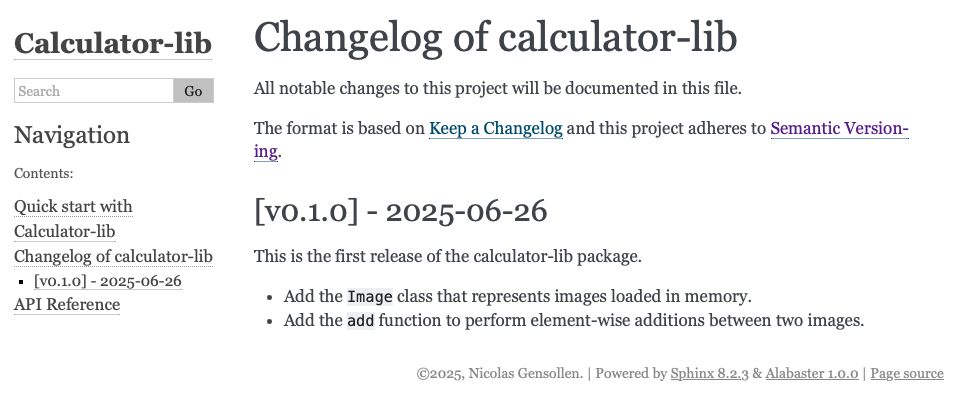 Calculator-lib
Search
Go
Navigation
Contents:
Quick start with
Calculator-lib
Changelog of calculator-lib
[v0.1.0] - 2025-06-26
API Reference
Changelog of calculator-lib
All notable changes to this project will be documented in this file.
The format is based on Keep a Changelog and this project adheres to Semantic Version-
ing.
[v0.1.0] - 2025-06-26
This is the first release of the calculator-lib package.
• Add the Image class that represents images loaded in memory.
• Add the add function to perform element-wise additions between two images.
©2025, Nicolas Gensollen. | Powered by Sphinx 8.2.3 & Alabaster 1.0.0 | Page source